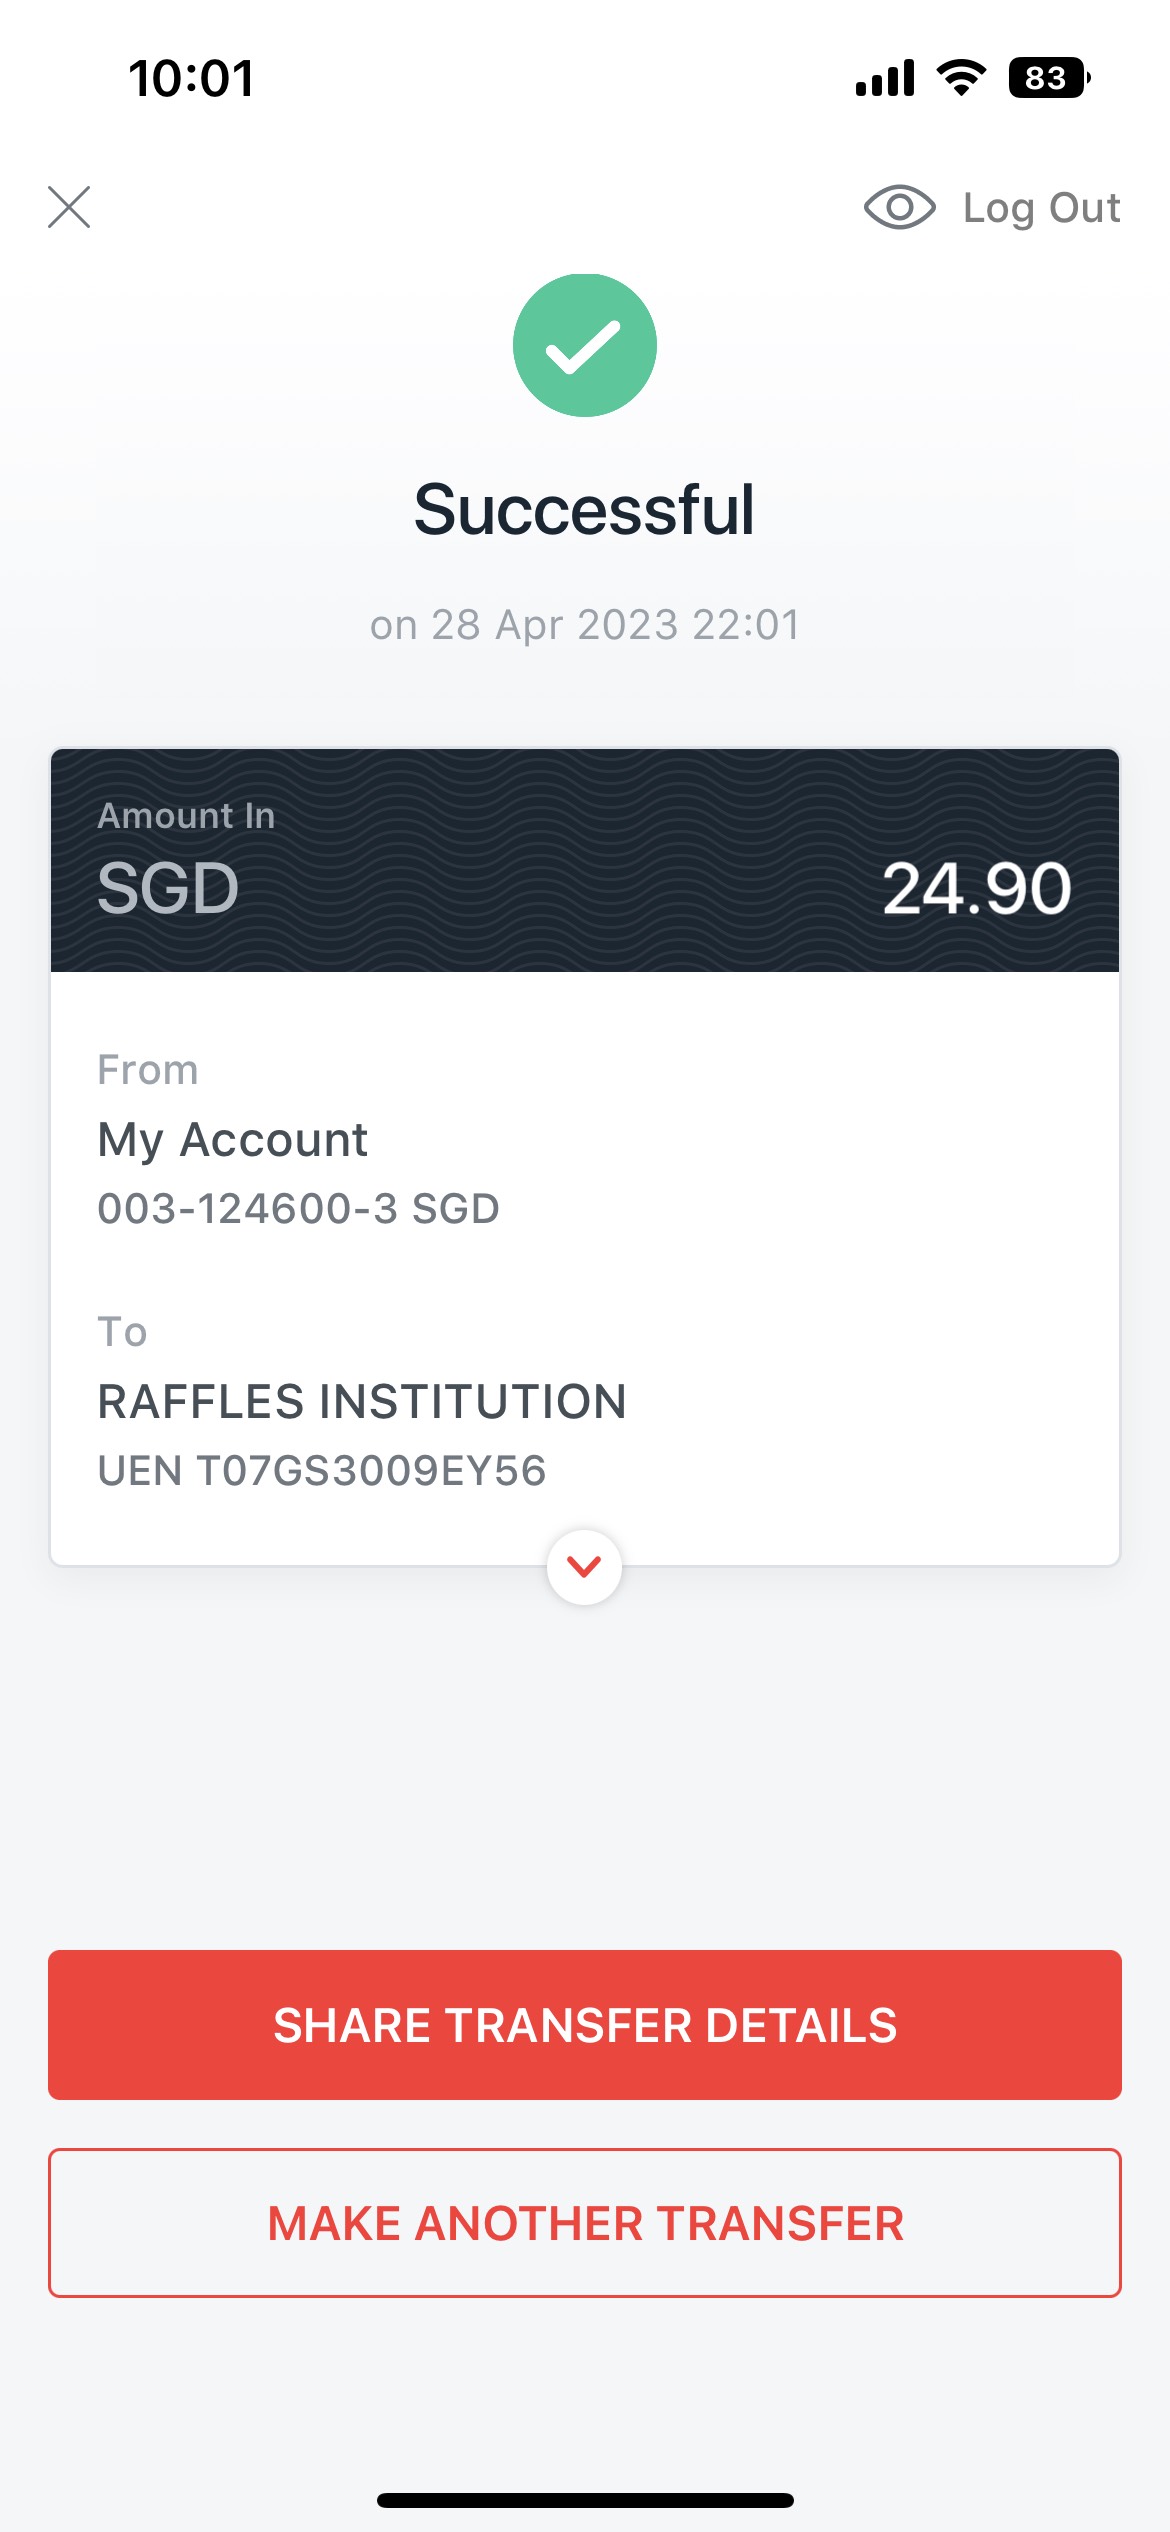 10:01
83
Log Out
Successful
on 28 Apr 2023 22:01
Amount In
SGD 24.90
From
My Account
003-124600-3 SGD
To
RAFFLES INSTITUTION
UEN T07GS3009EY56
SHARE TRANSFER DETAILS
MAKE ANOTHER TRANSFER